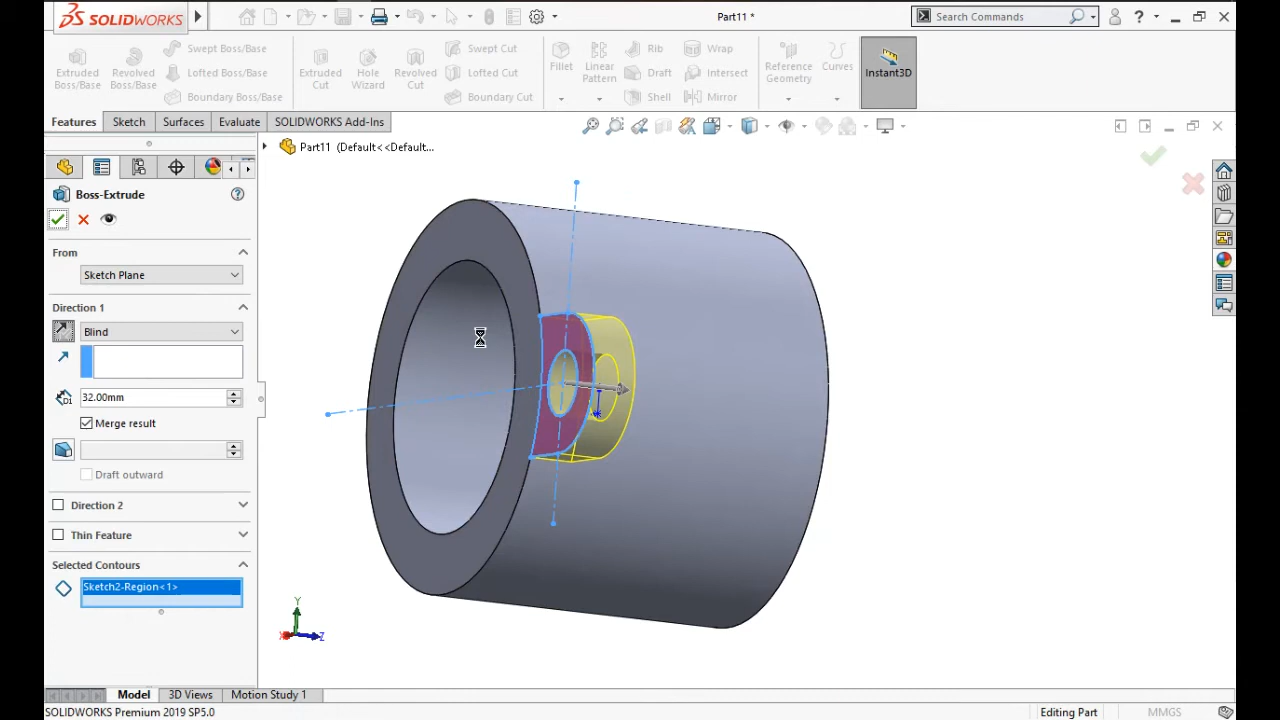 SOLIDWORKS
Part11 *
Search Commands
?
Extruded Boss/Base
Revolved Boss/Base
Swept Boss/Base
Lofted Boss/Base
Boundary Boss/Base
Extruded Cut
Hole Wizard
Revolved Cut
Swept Cut
Lofted Cut
Boundary Cut
Fillet
Linear Pattern
Rib
Draft
Shell
Wrap
Intersect
Mirror
Reference Geometry
Curves
Instant3D
Features
Sketch
Surfaces
Evaluate
SOLIDWORKS Add-Ins
Part11 (Default<<Default...
Boss-Extrude
From
Sketch Plane
Direction 1
Blind
32.00mm
Merge result
Draft outward
Direction 2
Thin Feature
Selected Contours
Sketch2-Region<1>
Y
X
Z
Model
3D Views
Motion Study 1
SOLIDWORKS Premium 2019 SP5.0
Editing Part
MMGS